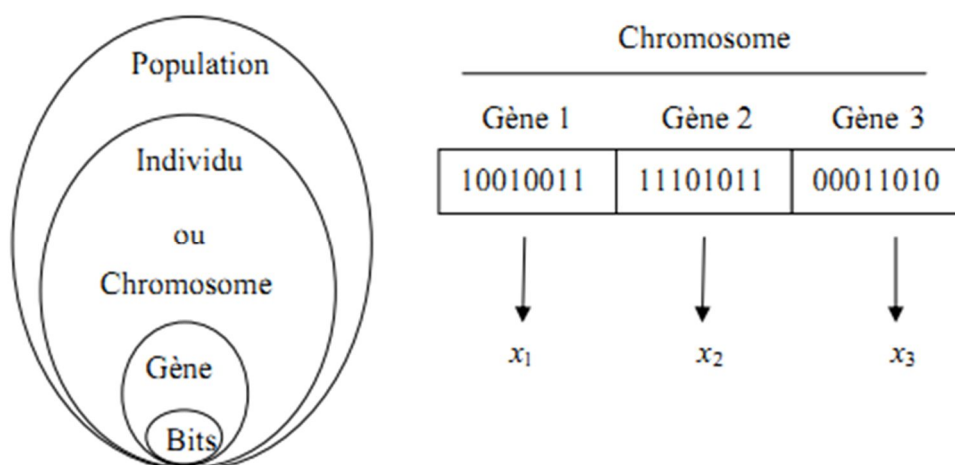 Population
Individu
ou
Chromosome
Gène
Bits
Chromosome
Gène 1 Gène 2 Gène 3
10010011 11101011 00011010
x1 x2 x3